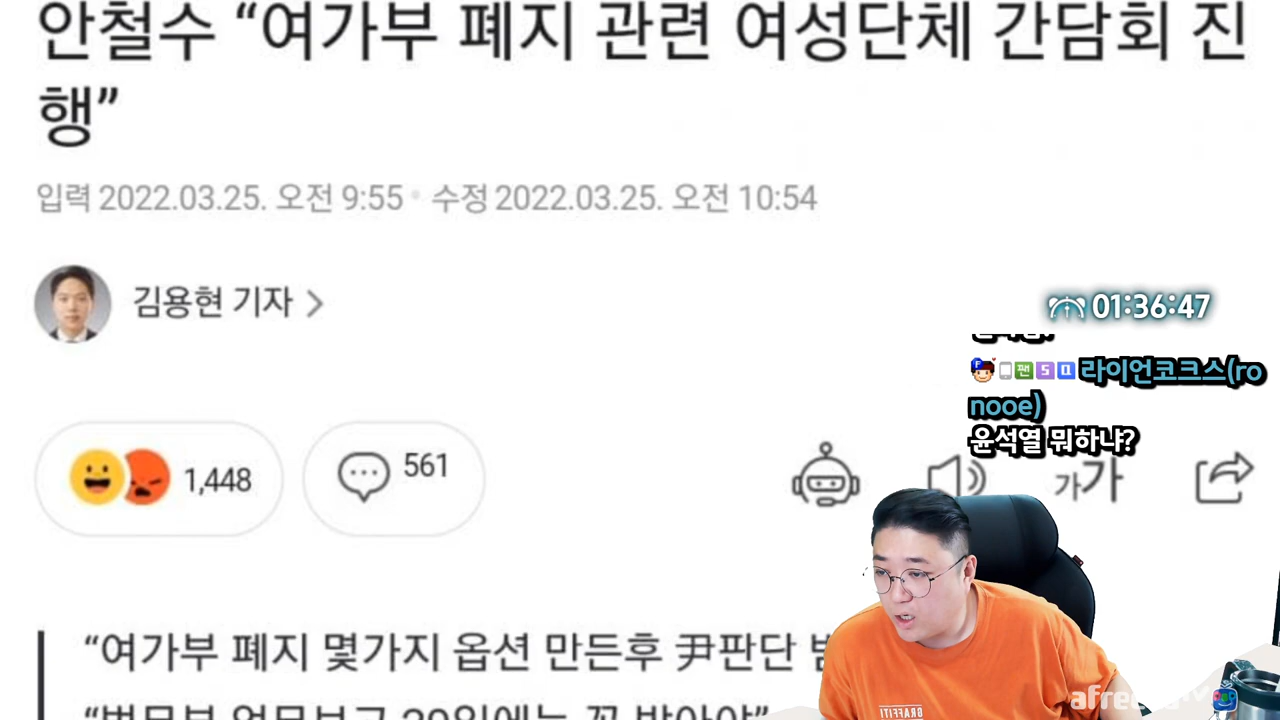 안철수 “여가부 폐지 관련 여성단체 간담회 진
행”
입력 2022.03.25. 오전 9:55 • 수정 2022.03.25. 오전 10:54
김용현 기자 >
01:36:47
팬 라이언코크스(ro
nooe)
윤석열 뭐하냐?
1,448
561
가가
“여가부 폐지 몇가지 옵션 만든후 尹판단
GRAFFITI